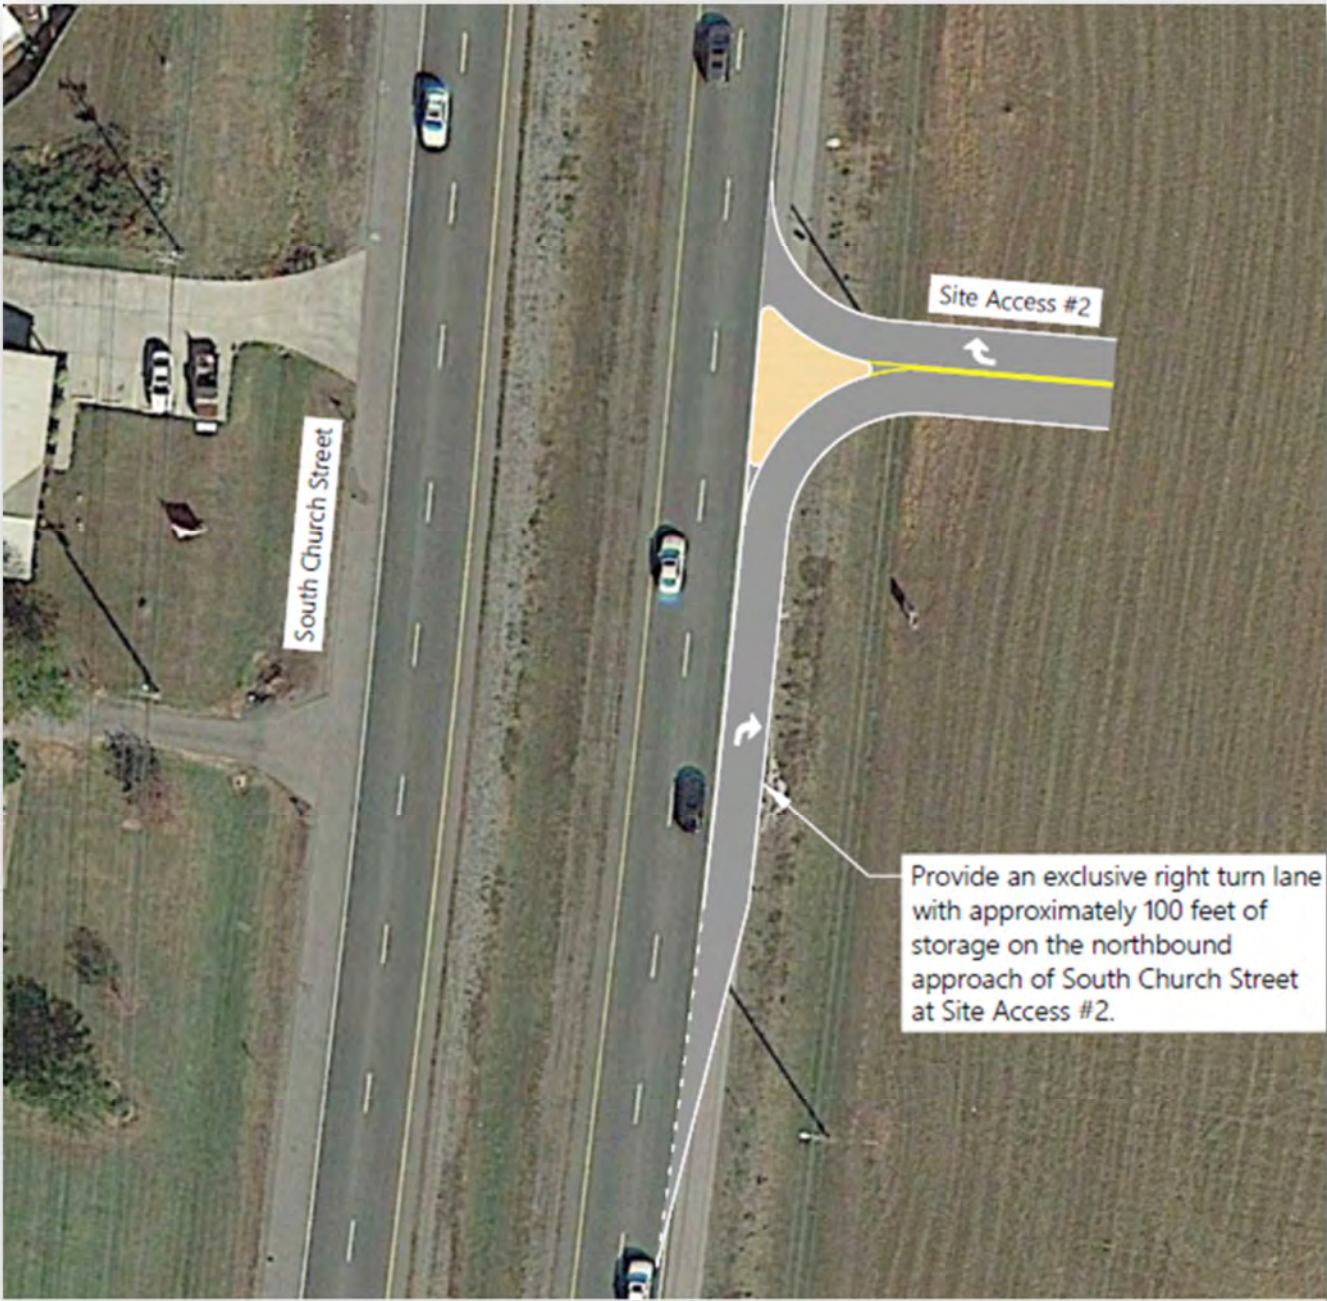 Site Access #2
South Church Street
Provide an exclusive right turn lane
with approximately 100 feet of
storage on the northbound
approach of South Church Street
at Site Access #2.